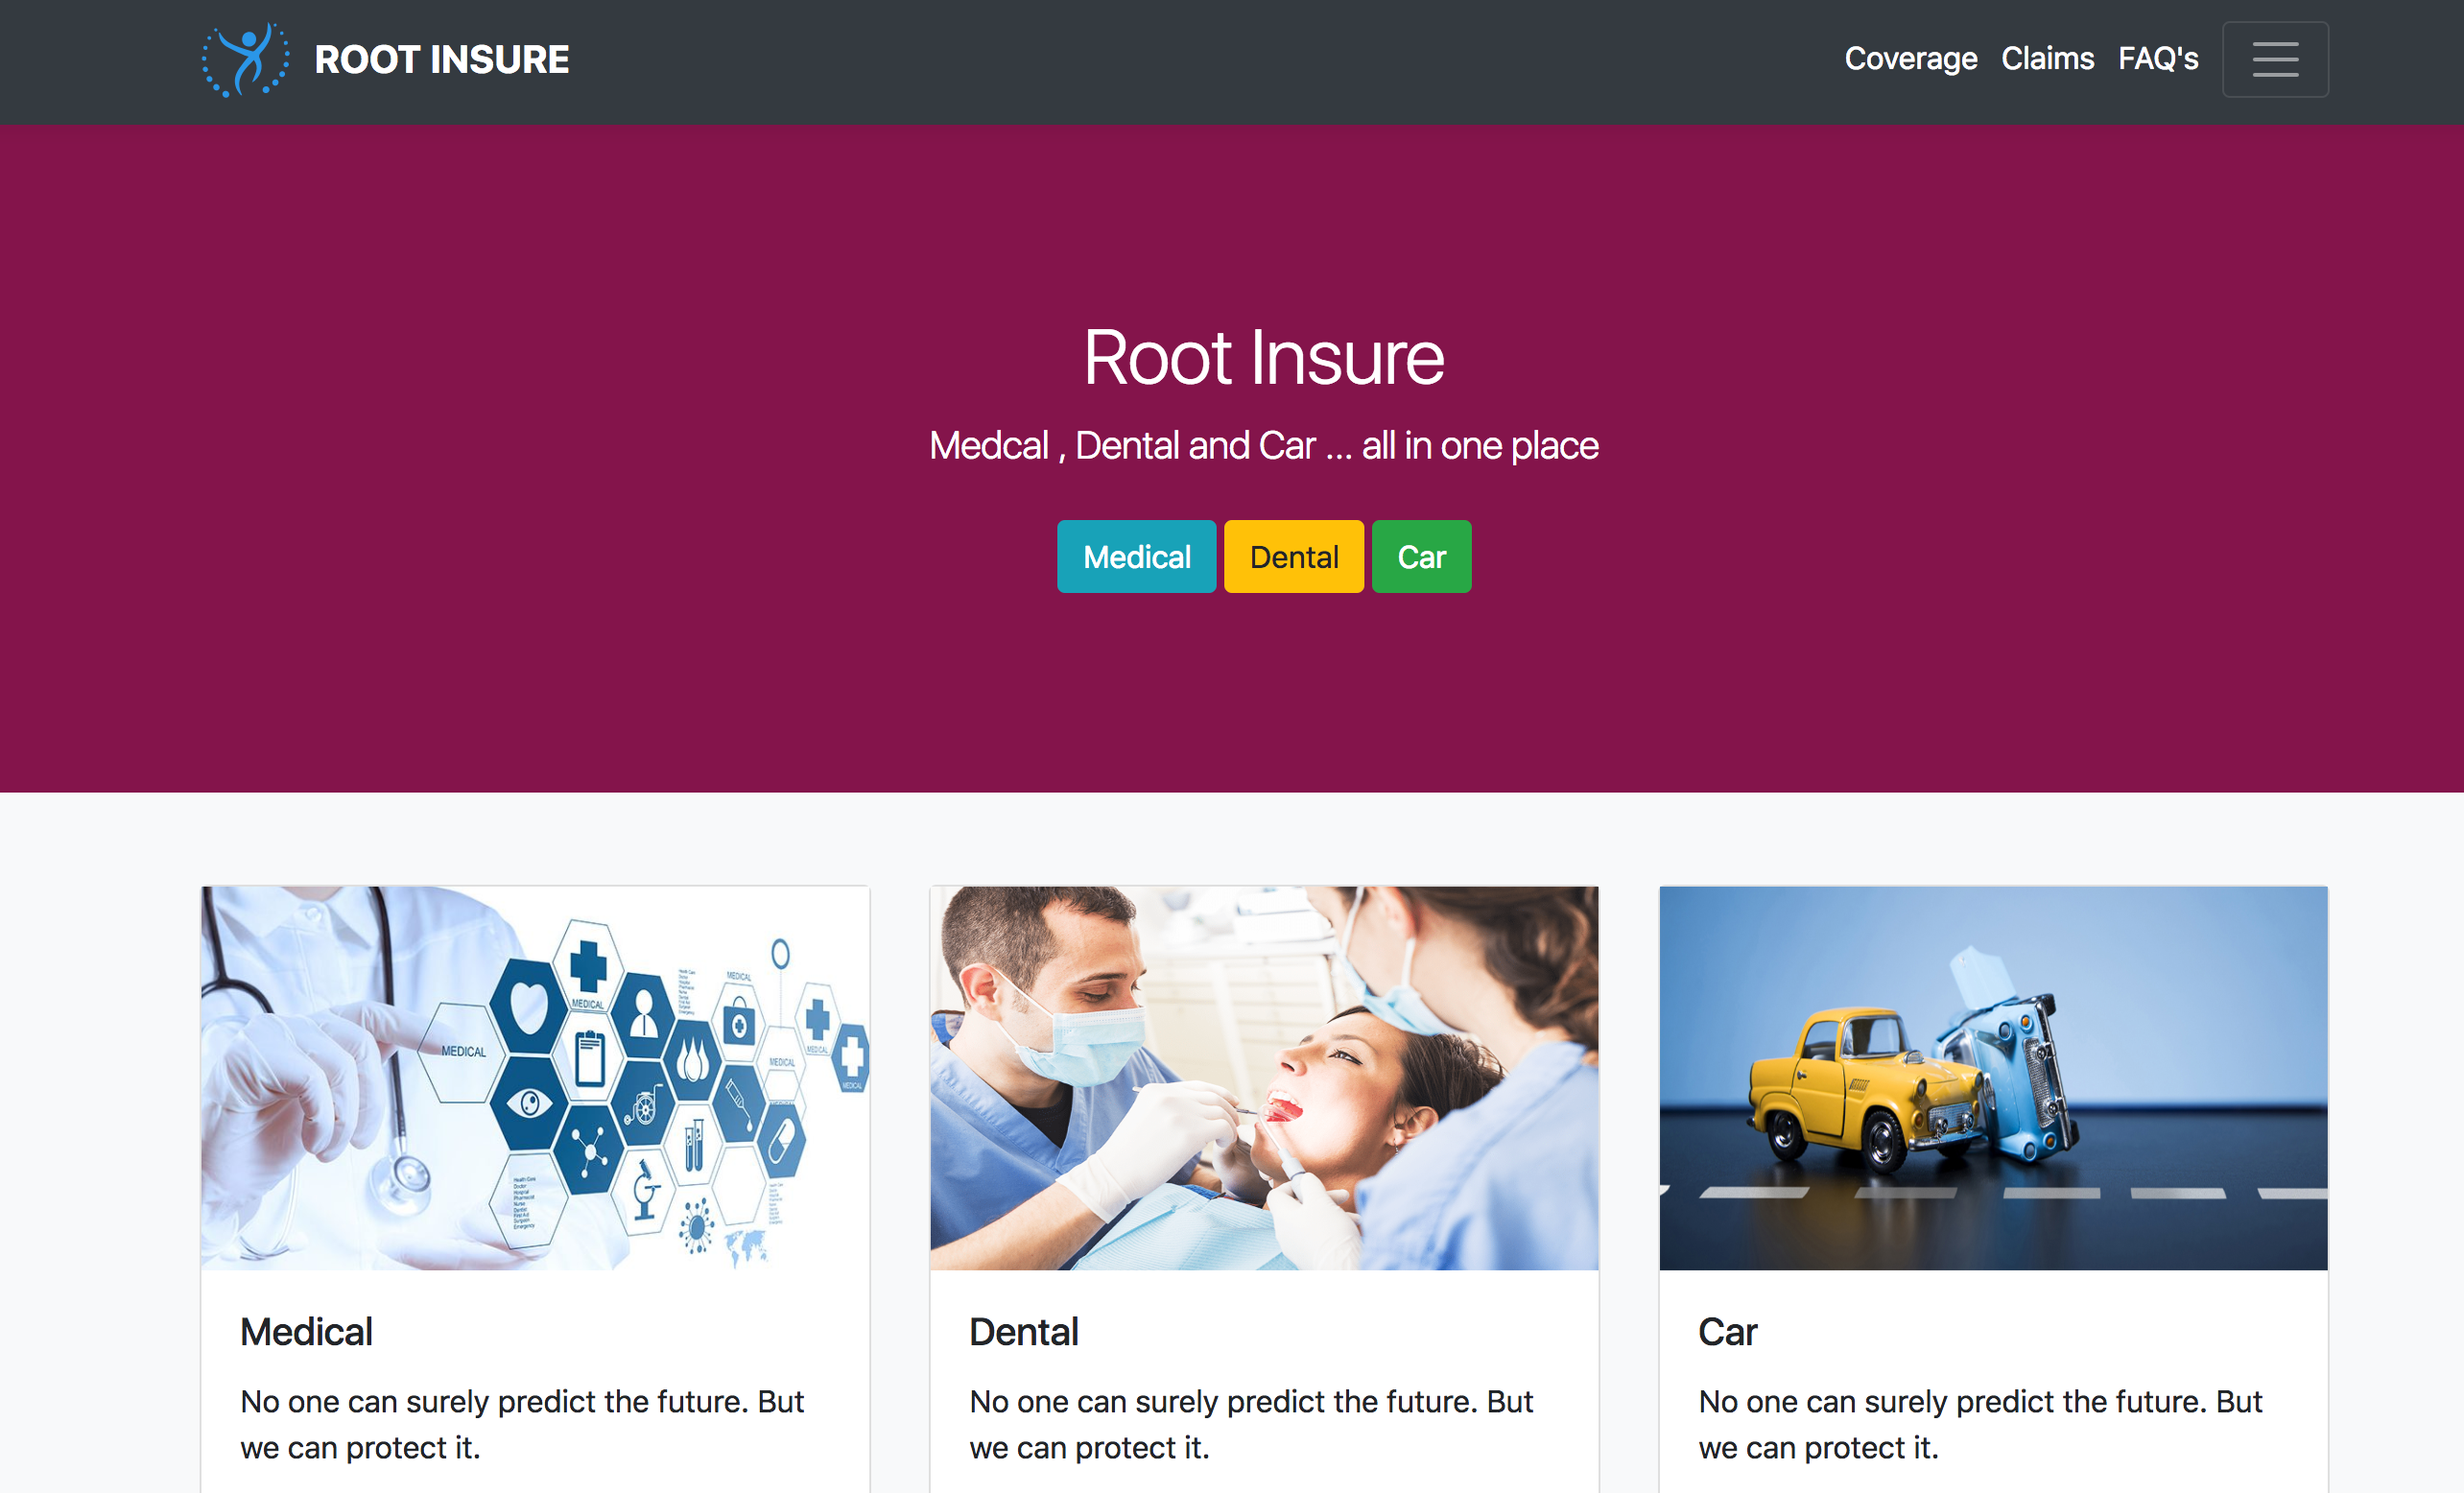 ROOT INSURE
Coverage Claims FAQ's
Root Insure
Medcal , Dental and Car ... all in one place
Medical Dental Car
MEDICAL
MEDICAL
MEDICAL
MEDICAL
MEDICAL
MEDICAL
Medical
No one can surely predict the future. But
we can protect it.
Dental
No one can surely predict the future. But
we can protect it.
Car
No one can surely predict the future. But
we can protect it.